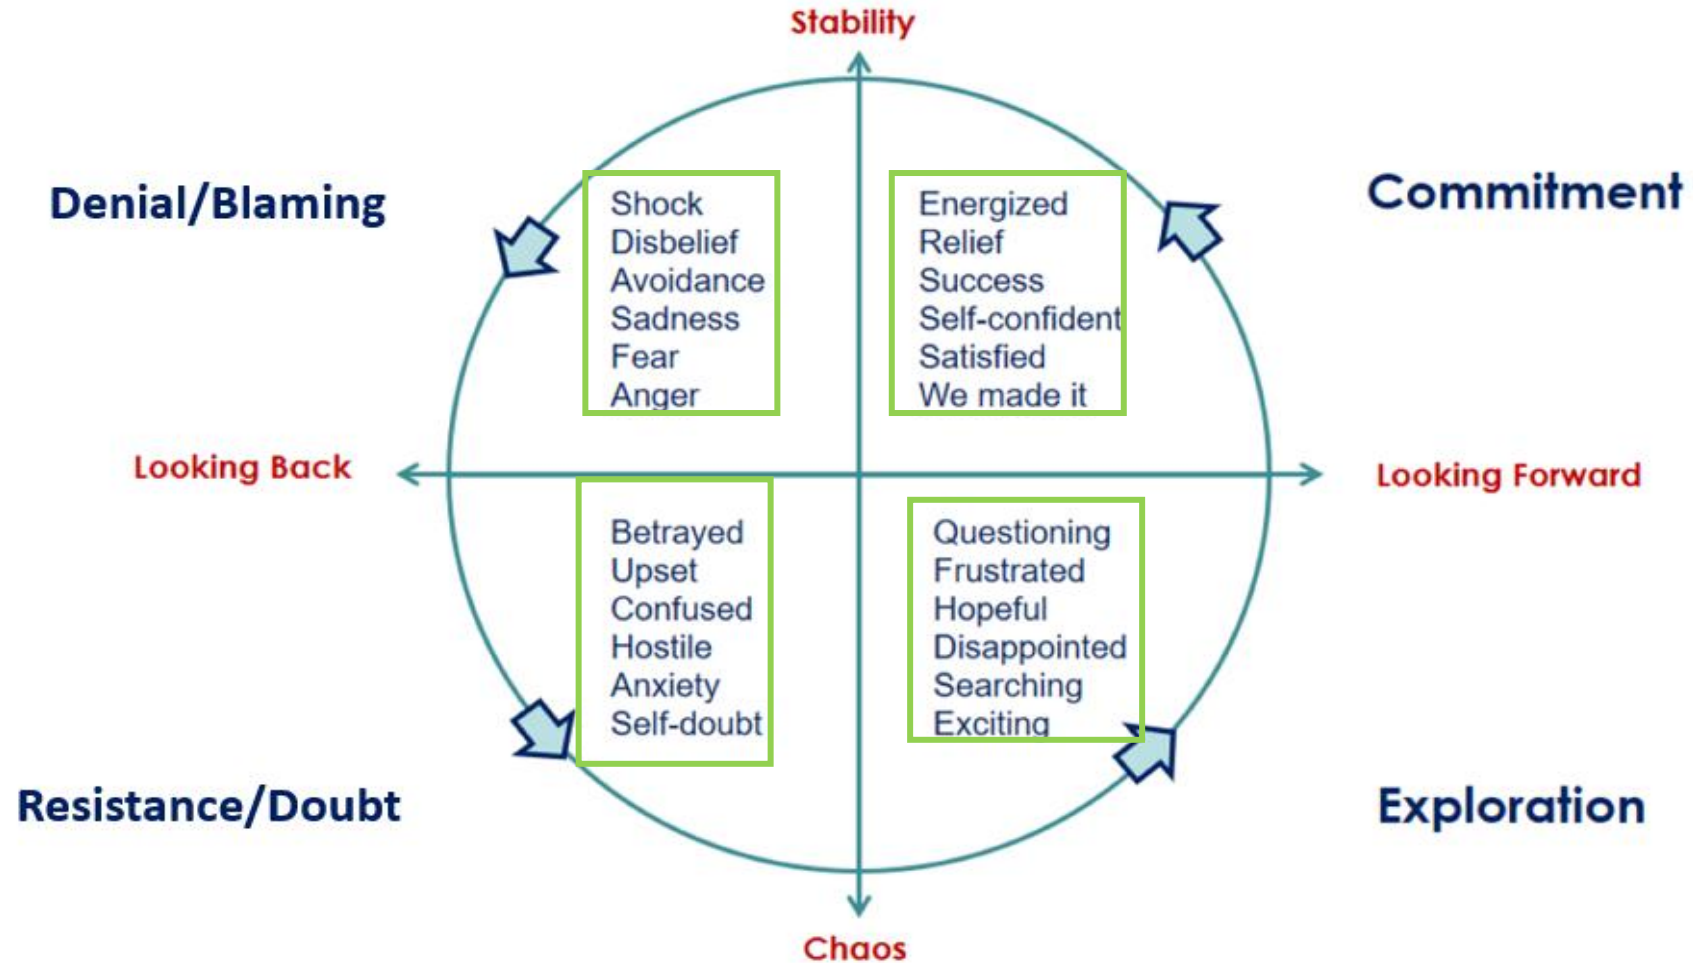 Stability
Denial/Blaming
Commitment
Shock
Disbelief
Avoidance
Sadness
Fear
Anger
Energized
Relief
Success
Self-confident
Satisfied
We made it
Looking Back
Looking Forward
Betrayed
Upset
Confused
Hostile
Anxiety
Self-doubt
Questioning
Frustrated
Hopeful
Disappointed
Searching
Exciting
Resistance/Doubt
Exploration
Chaos